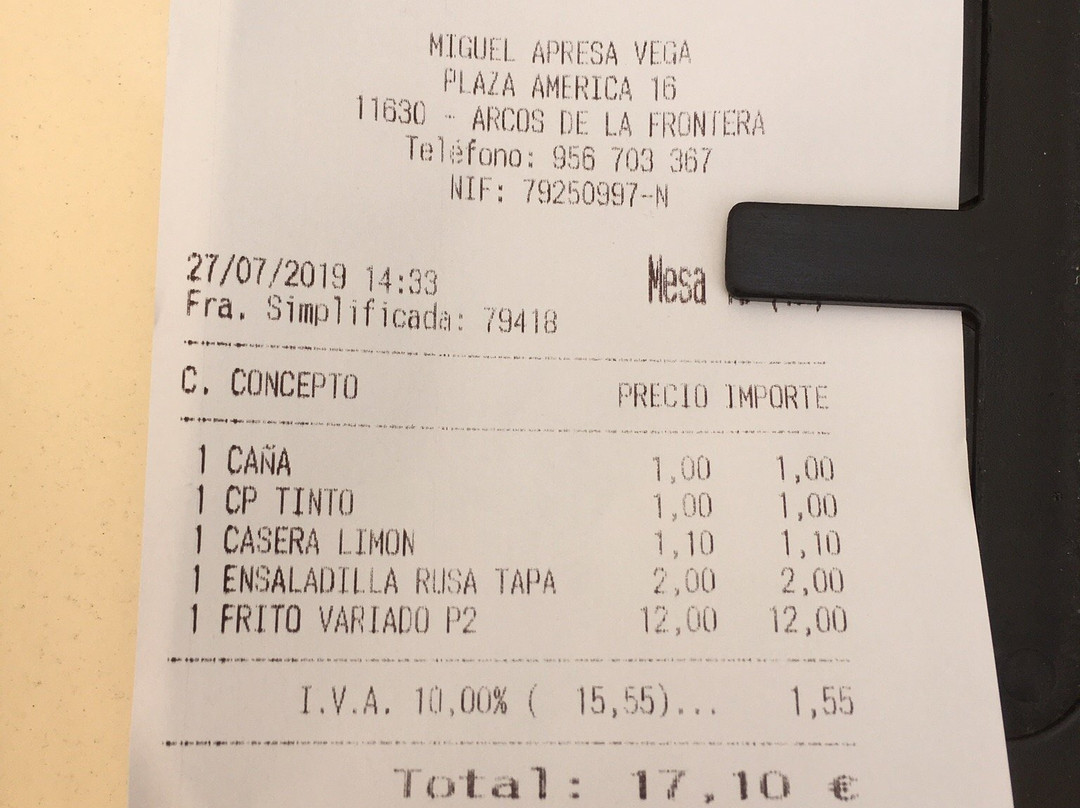 MIGUEL APRESA VEGA
PLAZA AMERICA 16
11630 - ARCOS DE LA FRONTERA
Teléfono: 956 703 367
NIF: 79250997-N
27/07/2019 14:33 Mesa
Fra. Simplificada: 79418
C. CONCEPTO PRECIO IMPORTE
1 CAÑA 1,00 1,00
1 CP TINTO 1,00 1,00
1 CASERA LIMON 1,10 1,10
1 ENSALADILLA RUSA TAPA 2,00 2,00
1 FRITO VARIADO P2 12,00 12,00
I.V.A. 10,00% ( 15,55)... 1,55
Total: 17,10 €